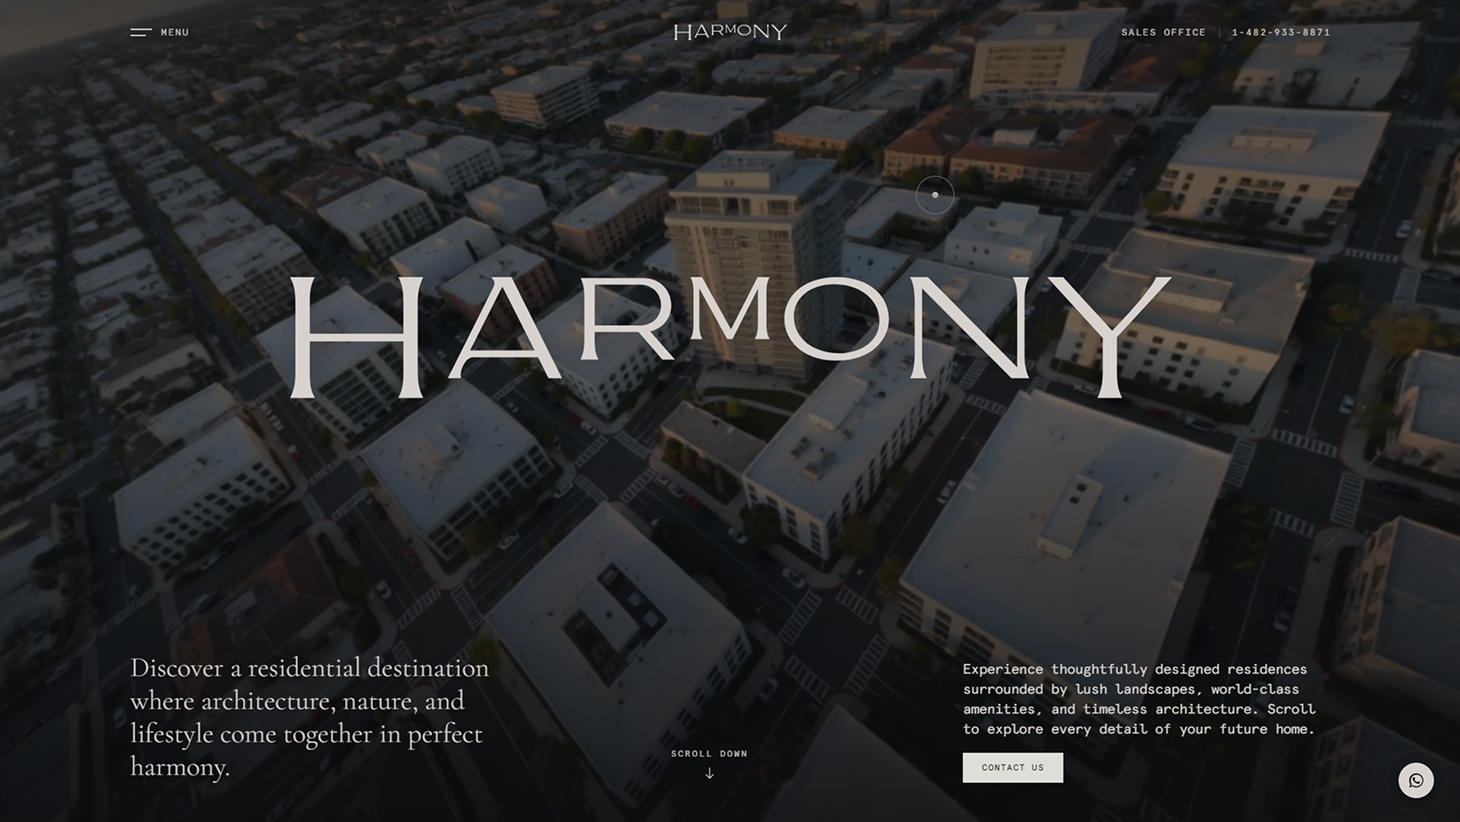 MENU
HARMONY
SALES OFFICE | 1-482-933-8871
HARMONY
Discover a residential destination
where architecture, nature, and
lifestyle come together in perfect
harmony.
SCROLL DOWN
Experience thoughtfully designed residences
surrounded by lush landscapes, world-class
amenities, and timeless architecture. Scroll
to explore every detail of your future home.
CONTACT US